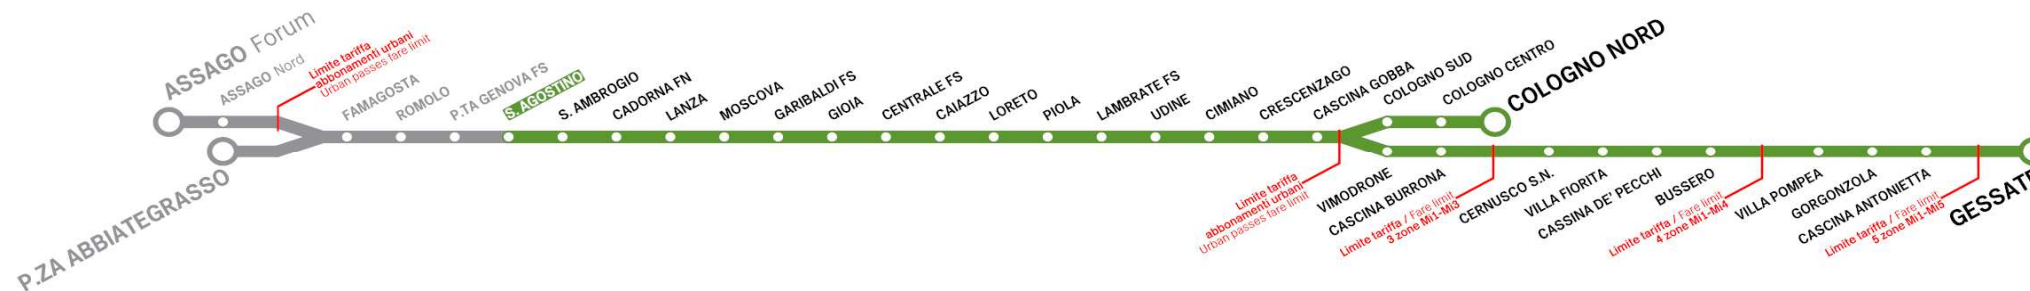 ASSAGO Forum
ASSAGO Nord
Limite tariffa
abbonamenti urbani
Urban passes fare limit
P.ZA ABBIATEGRASSO
FAMAGOSTA
ROMOLO
P.TA GENOVA FS
S. AGOSTINO
S. AMBROGIO
CADORNA FN
LANZA
MOSCOVA
GARIBALDI FS
GIOIA
CENTRALE FS
CAIAZZO
LORETO
PIOLA
LAMBRATE FS
UDINE
CIMIANO
CRESCENZAGO
CASCINA GOBBA
COLOGNO SUD
COLOGNO CENTRO
COLOGNO NORD
Limite tariffa
abbonamenti urbani
Urban passes fare limit
VIMODRONE
CASCINA BURRONA
Limite tariffa / Fare limit
3 zone Mi1-Mi3
CERNUSCO S.N.
VILLA FIORITA
CASSINA DE' PECCHI
BUSSERO
Limite tariffa / Fare limit
4 zone Mi1-Mi4
VILLA POMPEA
GORGONZOLA
CASCINA ANTONIETTA
Limite tariffa / Fare limit
5 zone Mi1-Mi5
GESSATE